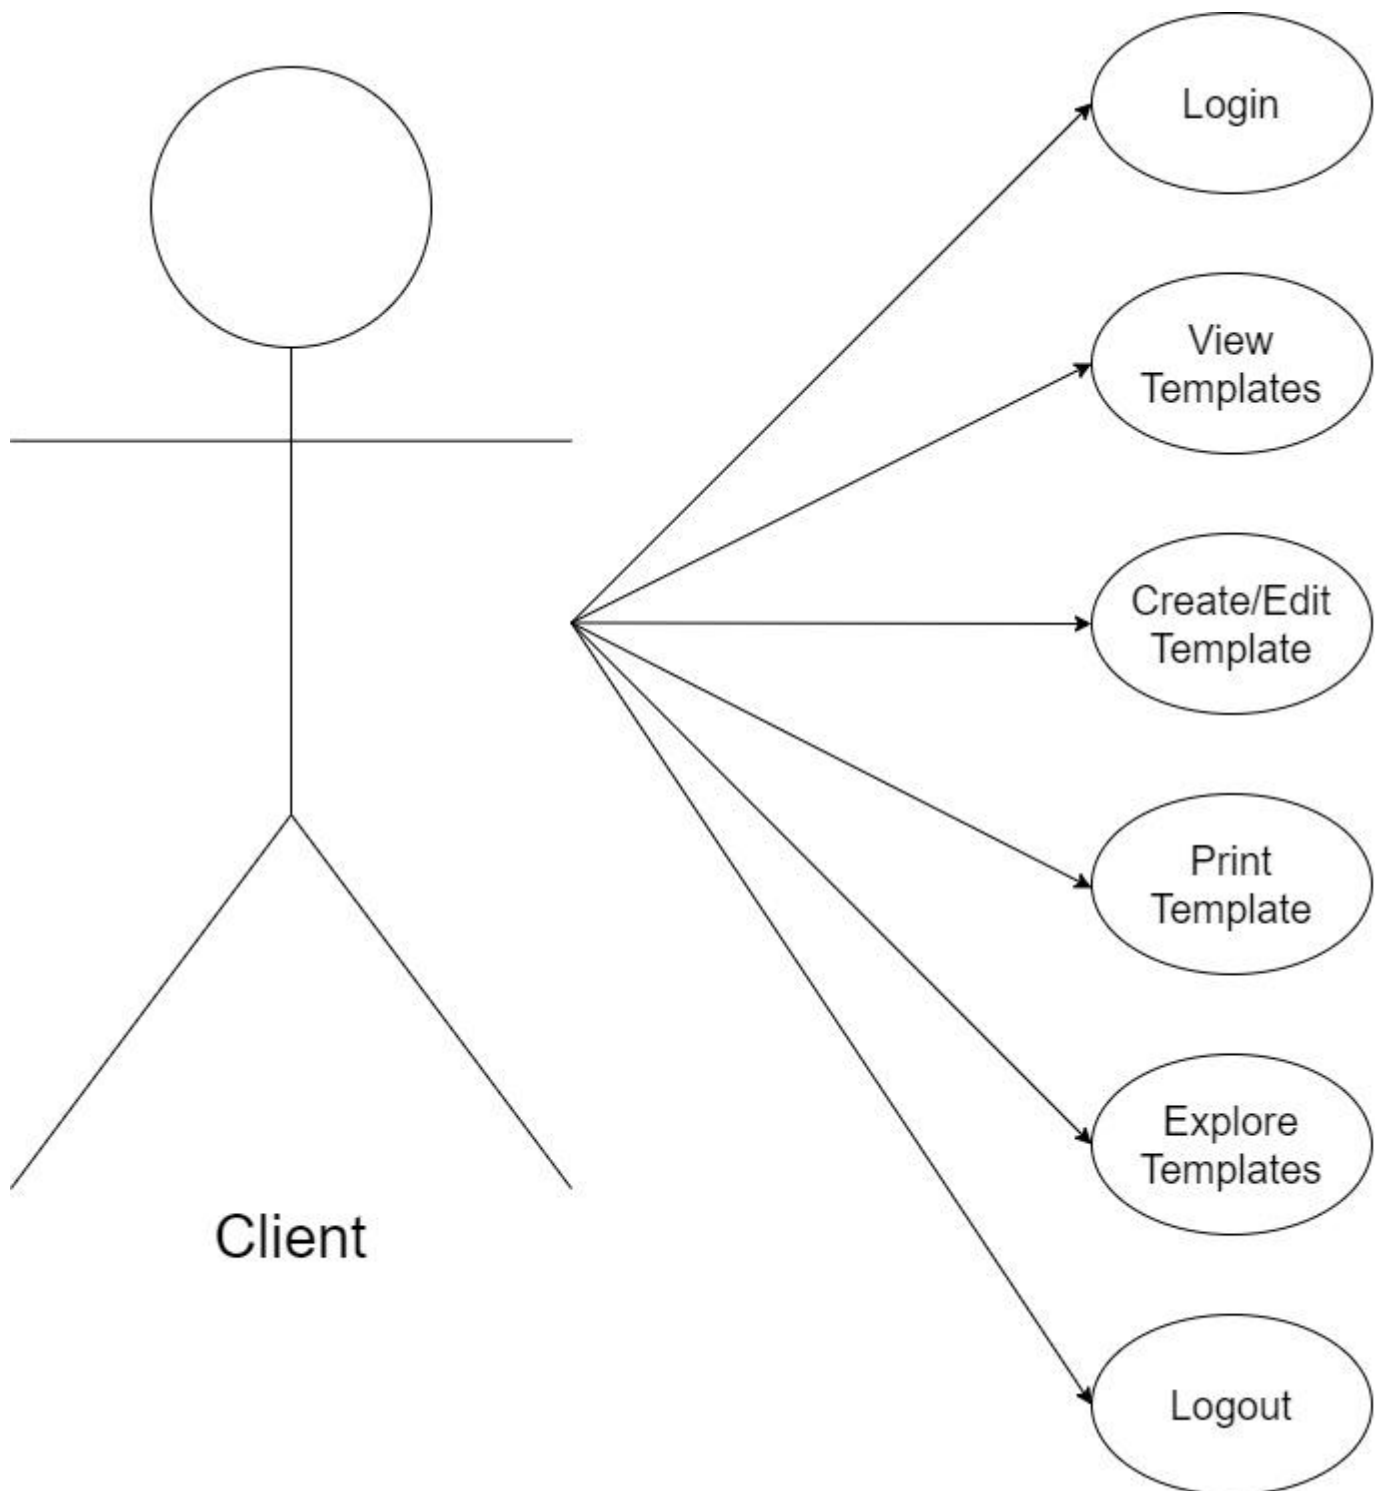 Login
View
Templates
Create/Edit
Template
Print
Template
Explore
Templates
Client
Logout